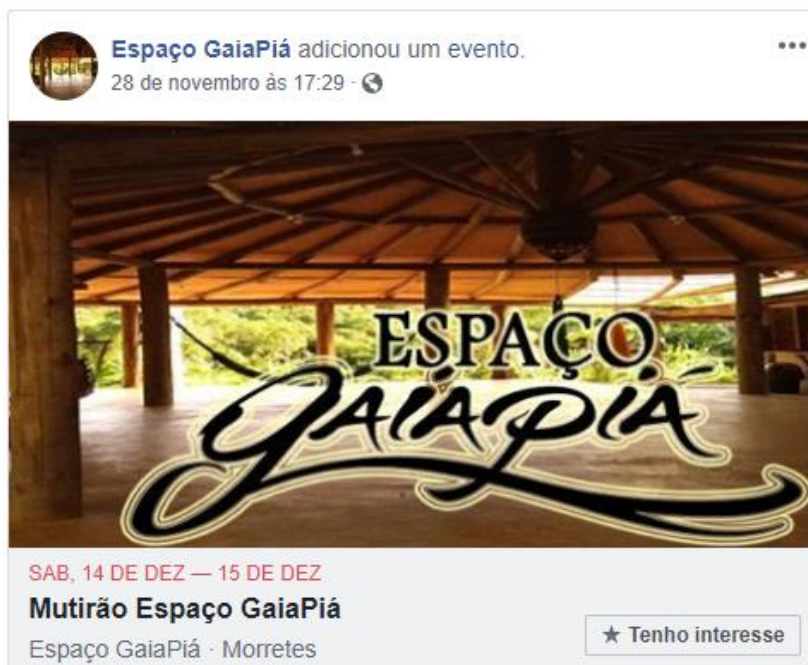 Espaço GaiaPiá adicionou um evento.
28 de novembro às 17:29 ·
ESPAÇO
GAIAPIÁ
SAB, 14 DE DEZ — 15 DE DEZ
Mutirão Espaço GaiaPiá
Espaço GaiaPiá · Morretes
★ Tenho interesse